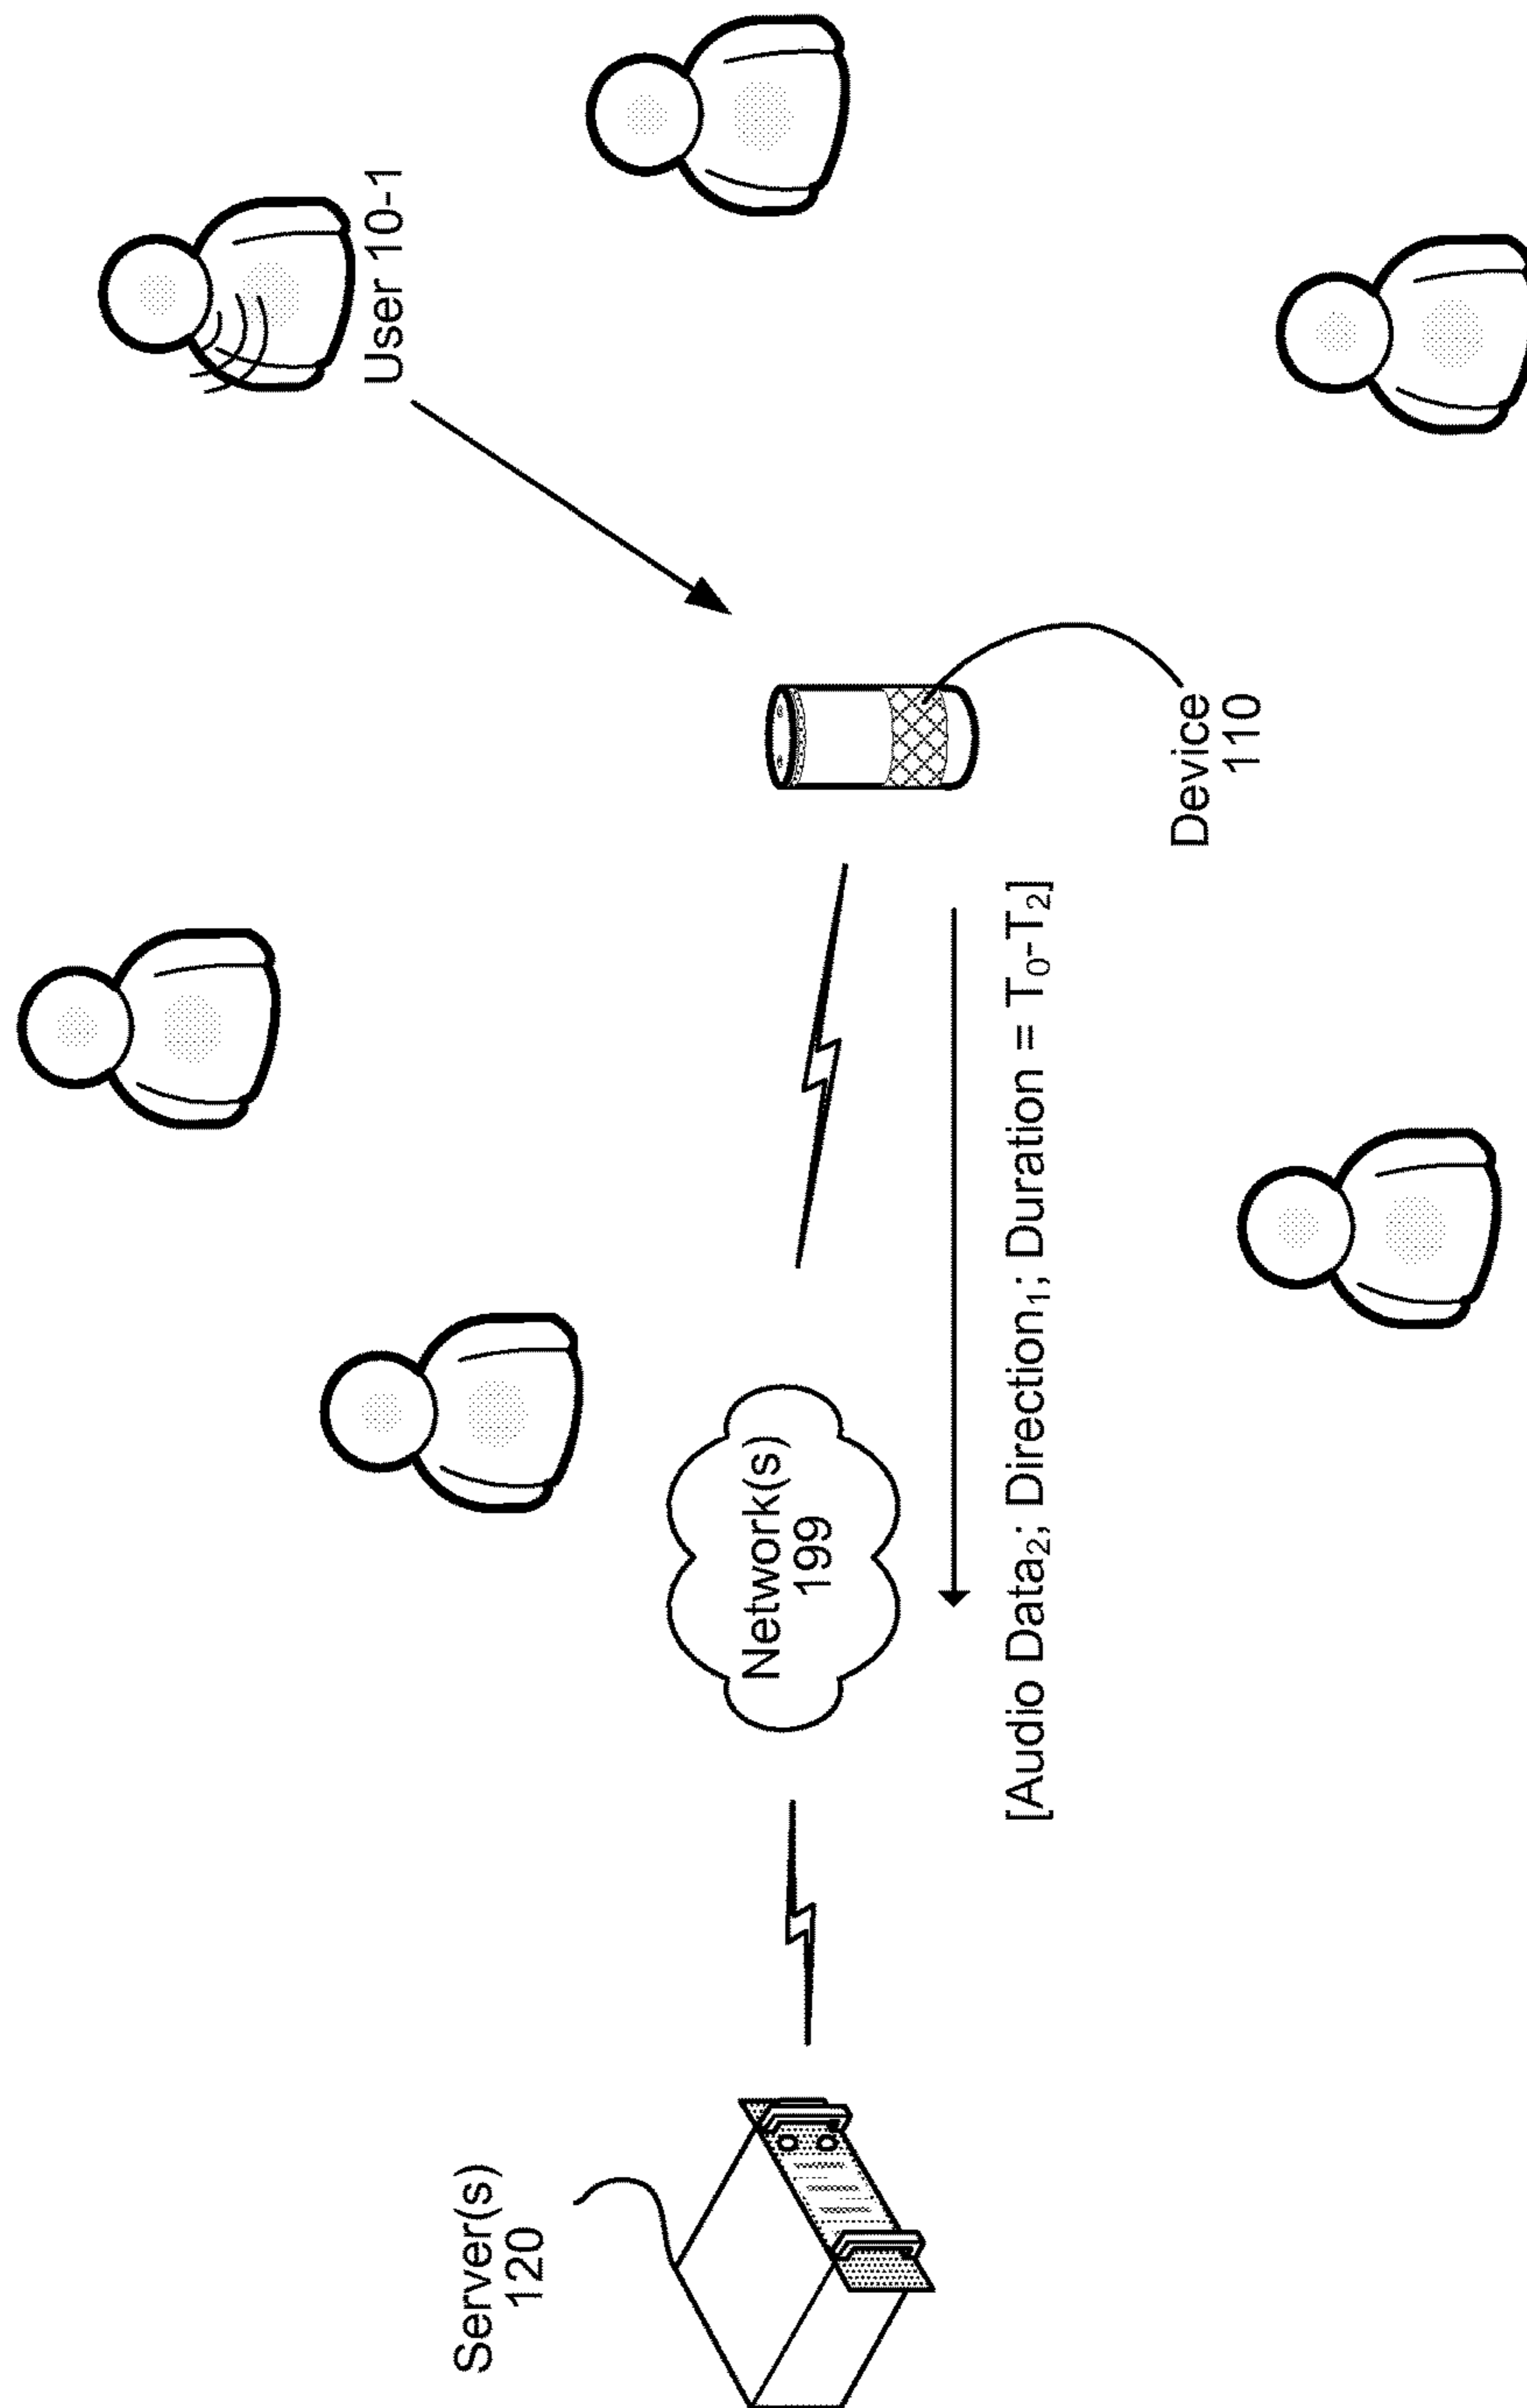 Server(s)
120
Network(s)
199
[Audio Data₂; Direction₁; Duration = T₀-T₂]
Device
110
User 10-1